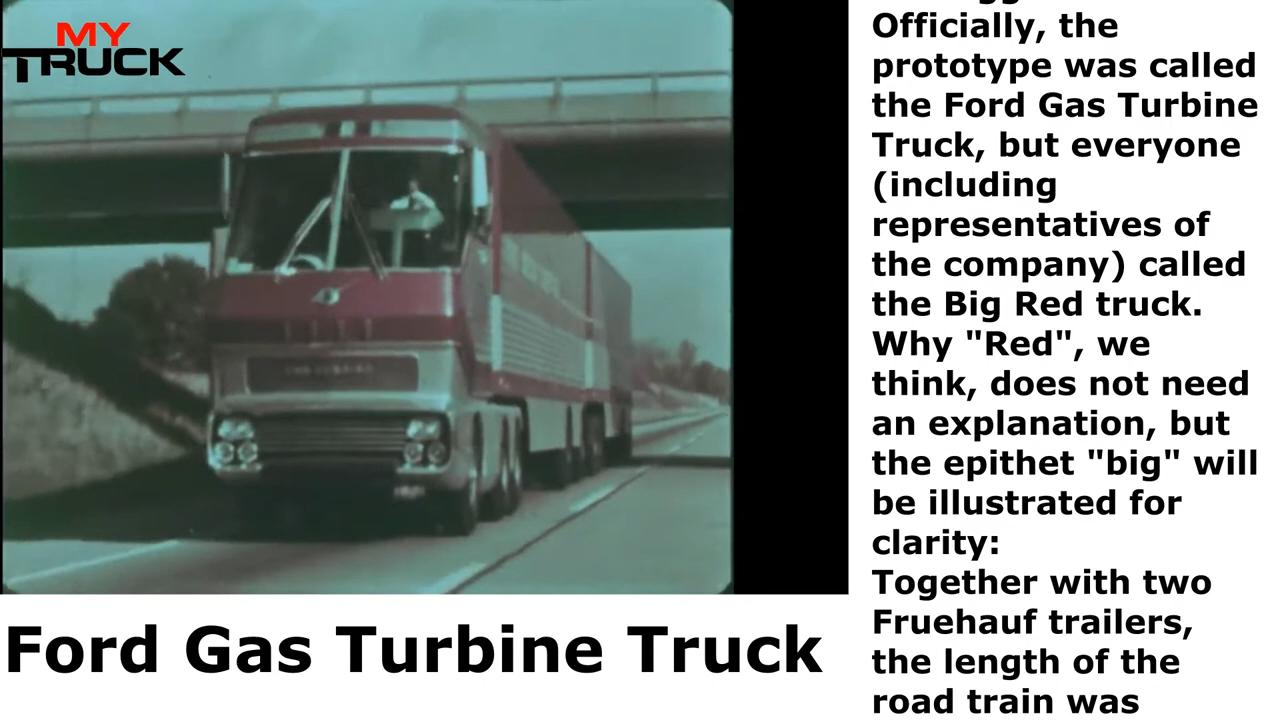 MY
TRUCK
Officially, the
prototype was called
the Ford Gas Turbine
Truck, but everyone
(including
representatives of
the company) called
the Big Red truck.
Why "Red", we
think, does not need
an explanation, but
the epithet "big" will
be illustrated for
clarity:
Together with two
Fruehauf trailers,
the length of the
road train was
Ford Gas Turbine Truck